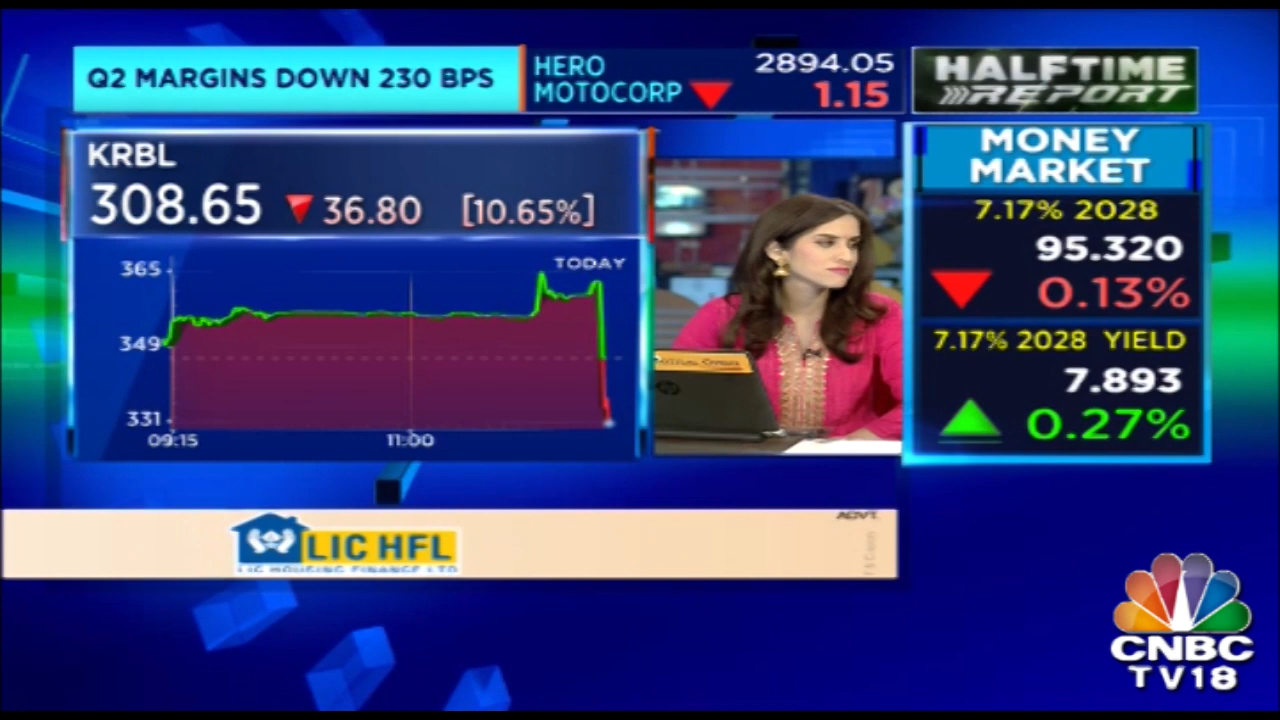 Q2 MARGINS DOWN 230 BPS
HERO
MOTOCORP
2894.05
1.15
HALFTIME
REPORT
KRBL
308.65 36.80 [10.65%]
TODAY
365
349
331
09:15 11:00
hp
MONEY
MARKET
7.17% 2028
95.320
0.13%
7.17% 2028 YIELD
7.893
0.27%
ADVT.
LIC HFL
LIC HOUSING FINANCE LTD
CNBC
TV18